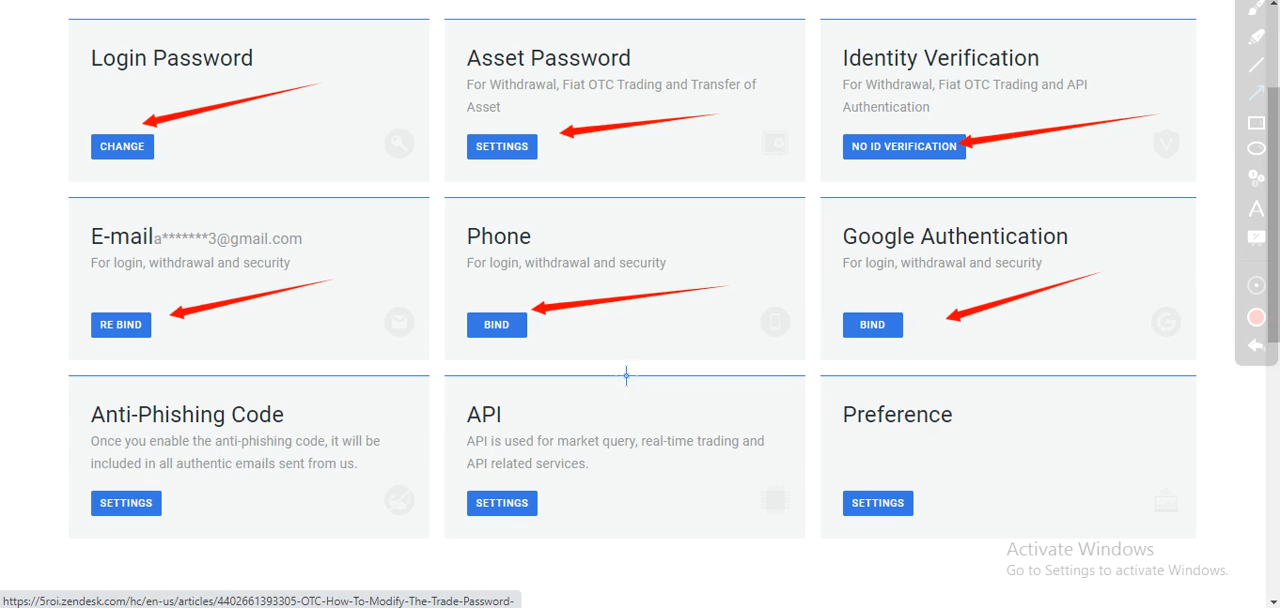 Login Password
CHANGE
Asset Password
For Withdrawal, Fiat OTC Trading and Transfer of
Asset
SETTINGS
Identity Verification
For Withdrawal, Fiat OTC Trading and API
Authentication
NO ID VERIFICATION
E-maila*******3@gmail.com
For login, withdrawal and security
RE BIND
Phone
For login, withdrawal and security
BIND
Google Authentication
For login, withdrawal and security
BIND
Anti-Phishing Code
Once you enable the anti-phishing code, it will be
included in all authentic emails sent from us.
SETTINGS
API
API is used for market query, real-time trading and
API related services.
SETTINGS
Preference
SETTINGS
Activate Windows
Go to Settings to activate Windows.
https://5roi.zendesk.com/hc/en-us/articles/4402661393305-OTC-How-To-Modify-The-Trade-Password-